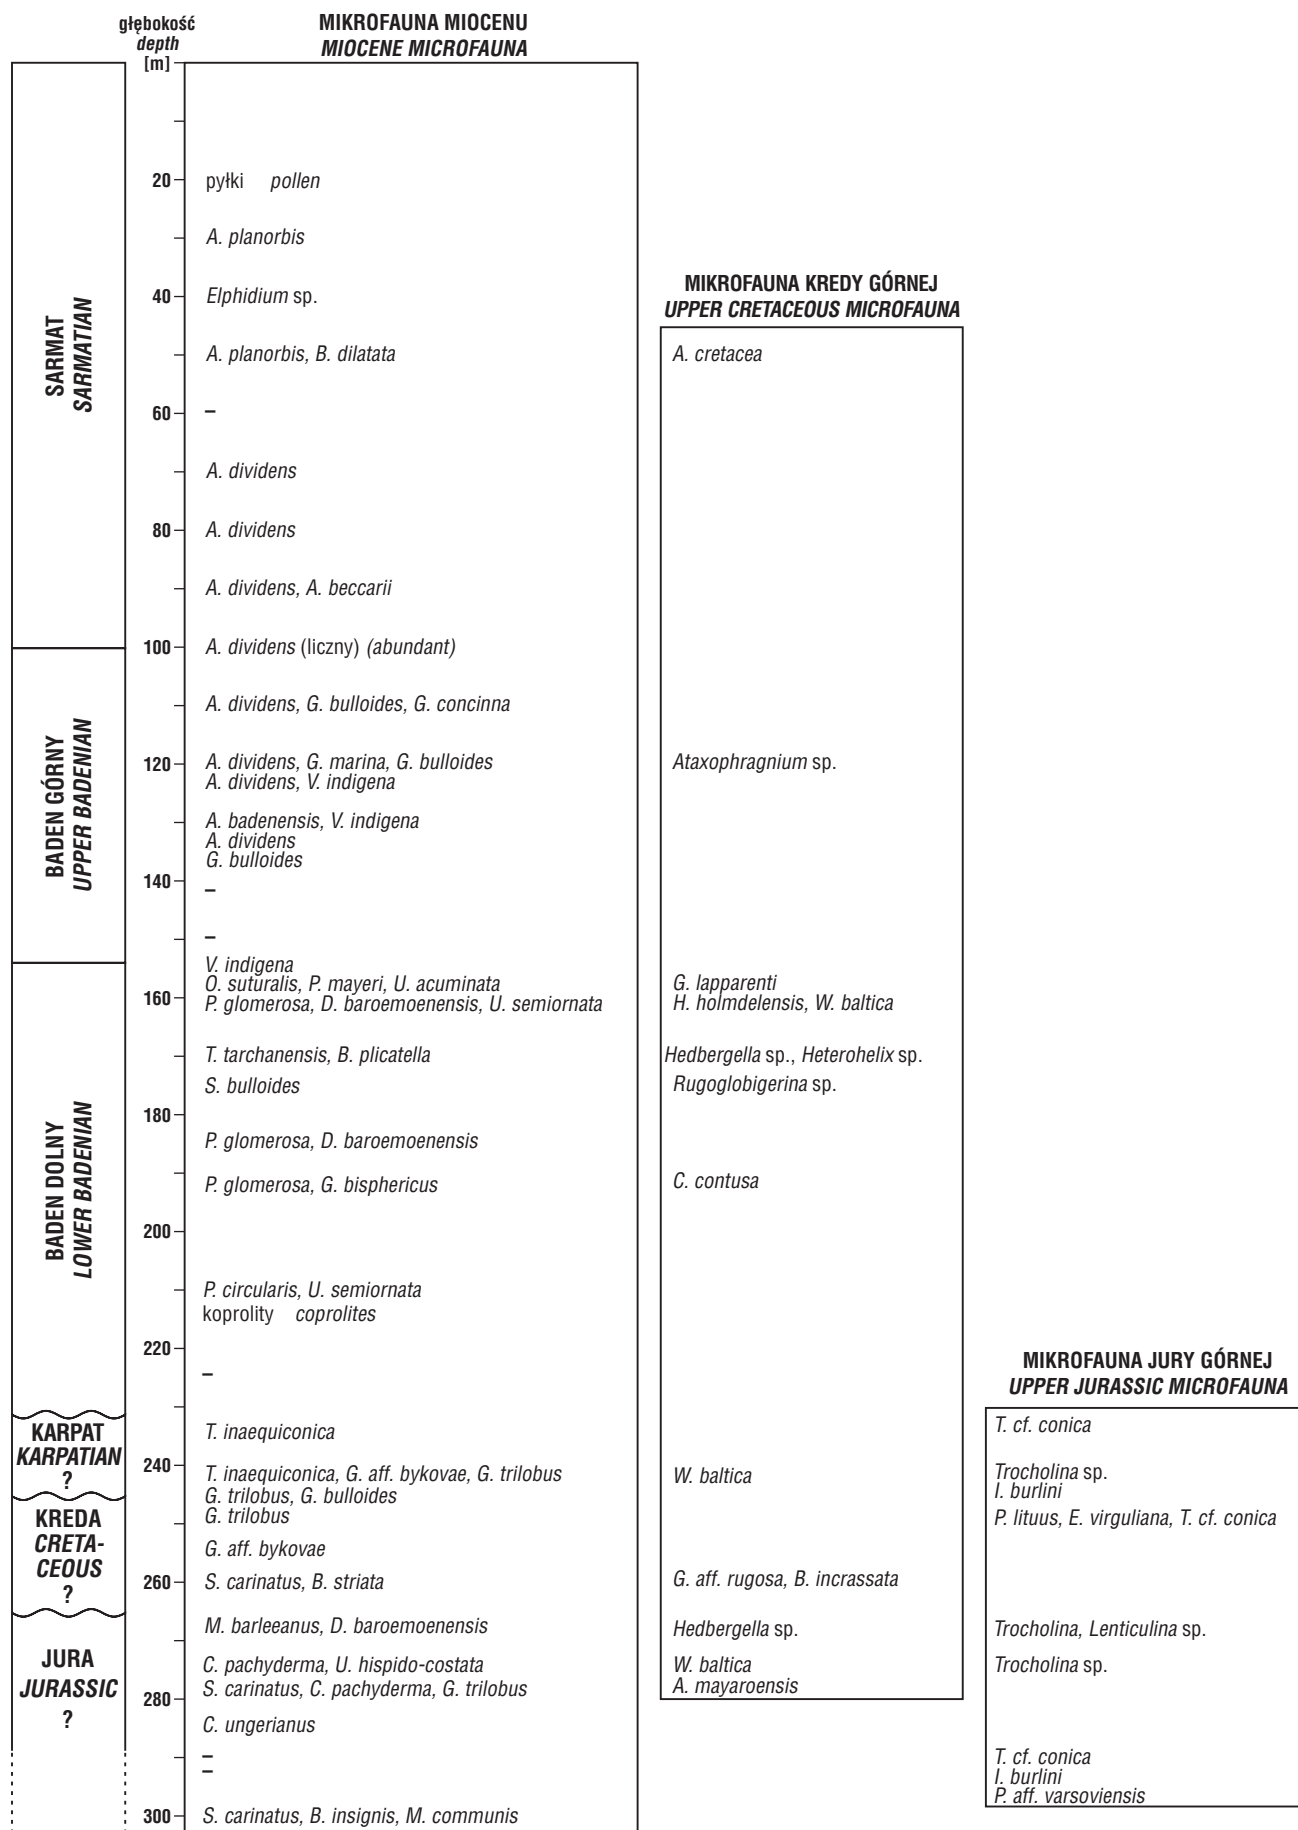 głębokość
depth
[m]
MIKROFAUNA MIOCENU
MIOCENE MICROFAUNA
SARMAT
SARMATIAN
BADEN GÓRNY
UPPER BADENIAN
BADEN DOLNY
LOWER BADENIAN
KARPAT
KARPATIAN
?
KREDA
CRETA-
CEOUS
?
JURA
JURASSIC
?
20
40
60
80
100
120
140
160
180
200
220
240
260
280
300
pyłki pollen
A. planorbis
Elphidium sp.
A. planorbis, B. dilatata
–
A. dividens
A. dividens
A. dividens, A. beccarii
A. dividens (liczny) (abundant)
A. dividens, G. bulloides, G. concinna
A. dividens, G. marina, G. bulloides
A. dividens, V. indigena
A. badenensis, V. indigena
A. dividens
G. bulloides
–
–
V. indigena
O. suturalis, P. mayeri, U. acuminata
P. glomerosa, D. baroemoenensis, U. semiornata
T. tarchanensis, B. plicatella
S. bulloides
P. glomerosa, D. baroemoenensis
P. glomerosa, G. bisphericus
P. circularis, U. semiornata
koprolity coprolites
–
T. inaequiconica
T. inaequiconica, G. aff. bykovae, G. trilobus
G. trilobus, G. bulloides
G. trilobus
G. aff. bykovae
S. carinatus, B. striata
M. barleeanus, D. baroemoenensis
C. pachyderma, U. hispido-costata
S. carinatus, C. pachyderma, G. trilobus
C. ungerianus
–
–
S. carinatus, B. insignis, M. communis
MIKROFAUNA KREDY GÓRNEJ
UPPER CRETACEOUS MICROFAUNA
A. cretacea
Ataxophragnium sp.
G. lapparenti
H. holmdelensis, W. baltica
Hedbergella sp., Heterohelix sp.
Rugoglobigerina sp.
C. contusa
W. baltica
G. aff. rugosa, B. incrassata
Hedbergella sp.
W. baltica
A. mayaroensis
MIKROFAUNA JURY GÓRNEJ
UPPER JURASSIC MICROFAUNA
T. cf. conica
Trocholina sp.
I. burlini
P. lituus, E. virguliana, T. cf. conica
Trocholina, Lenticulina sp.
Trocholina sp.
T. cf. conica
I. burlini
P. aff. varsoviensis